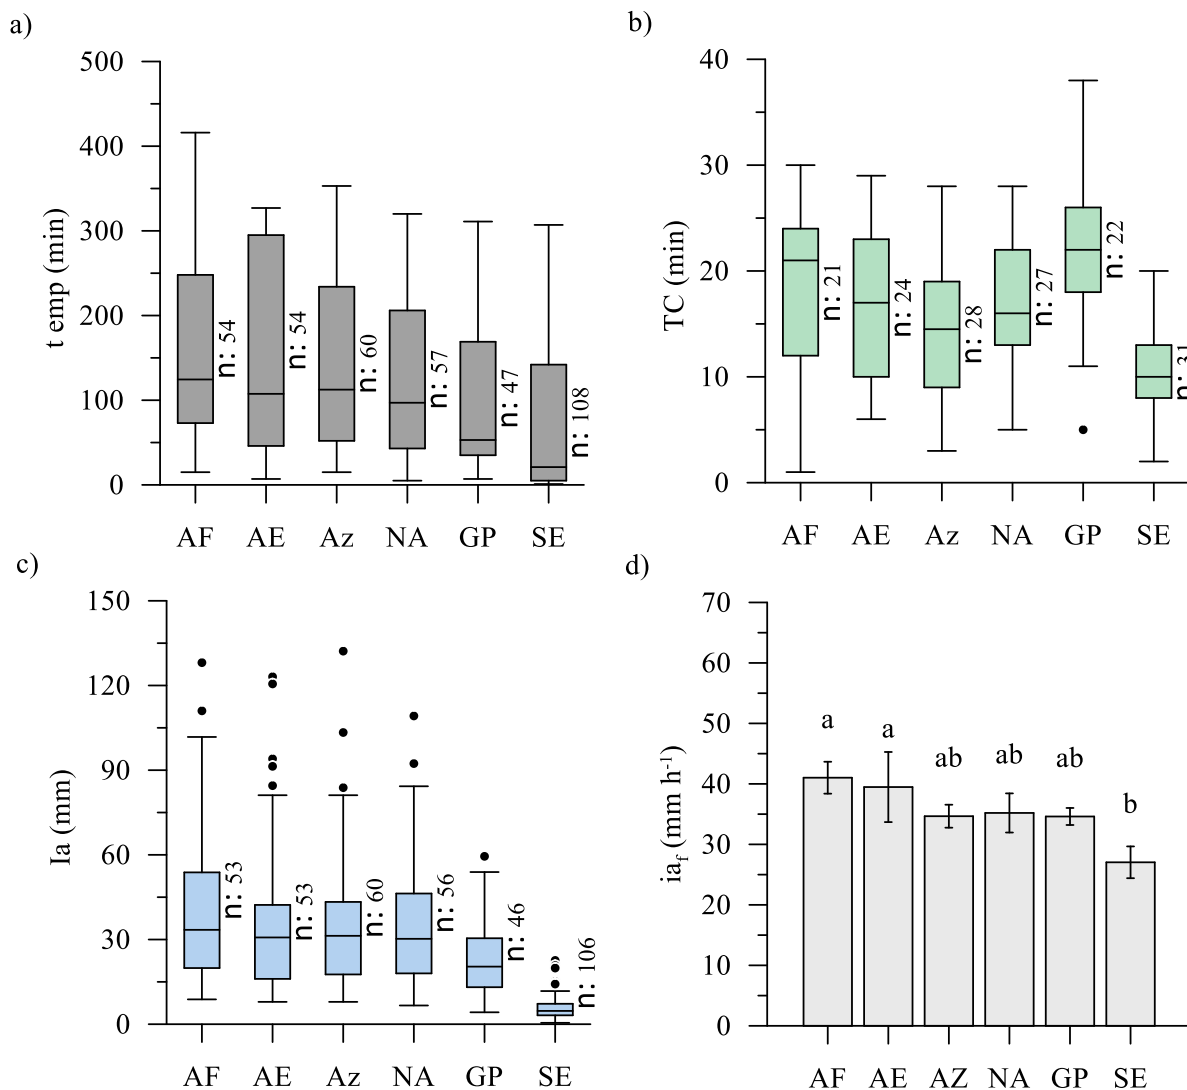 a)
t emp (min)
500
400
300
200
100
0
n: 54
n: 54
n: 60
n: 57
n: 47
n: 108
AF AE Az NA GP SE
b)
TC (min)
40
30
20
10
0
n: 21
n: 24
n: 28
n: 27
n: 22
n: 31
AF AE Az NA GP SE
c)
Ia (mm)
150
120
90
60
30
0
n: 53
n: 53
n: 60
n: 56
n: 46
n: 106
AF AE Az NA GP SE
d)
ia_f (mm h⁻¹)
70
60
50
40
30
20
10
0
a
a
ab
ab
ab
b
AF AE AZ NA GP SE